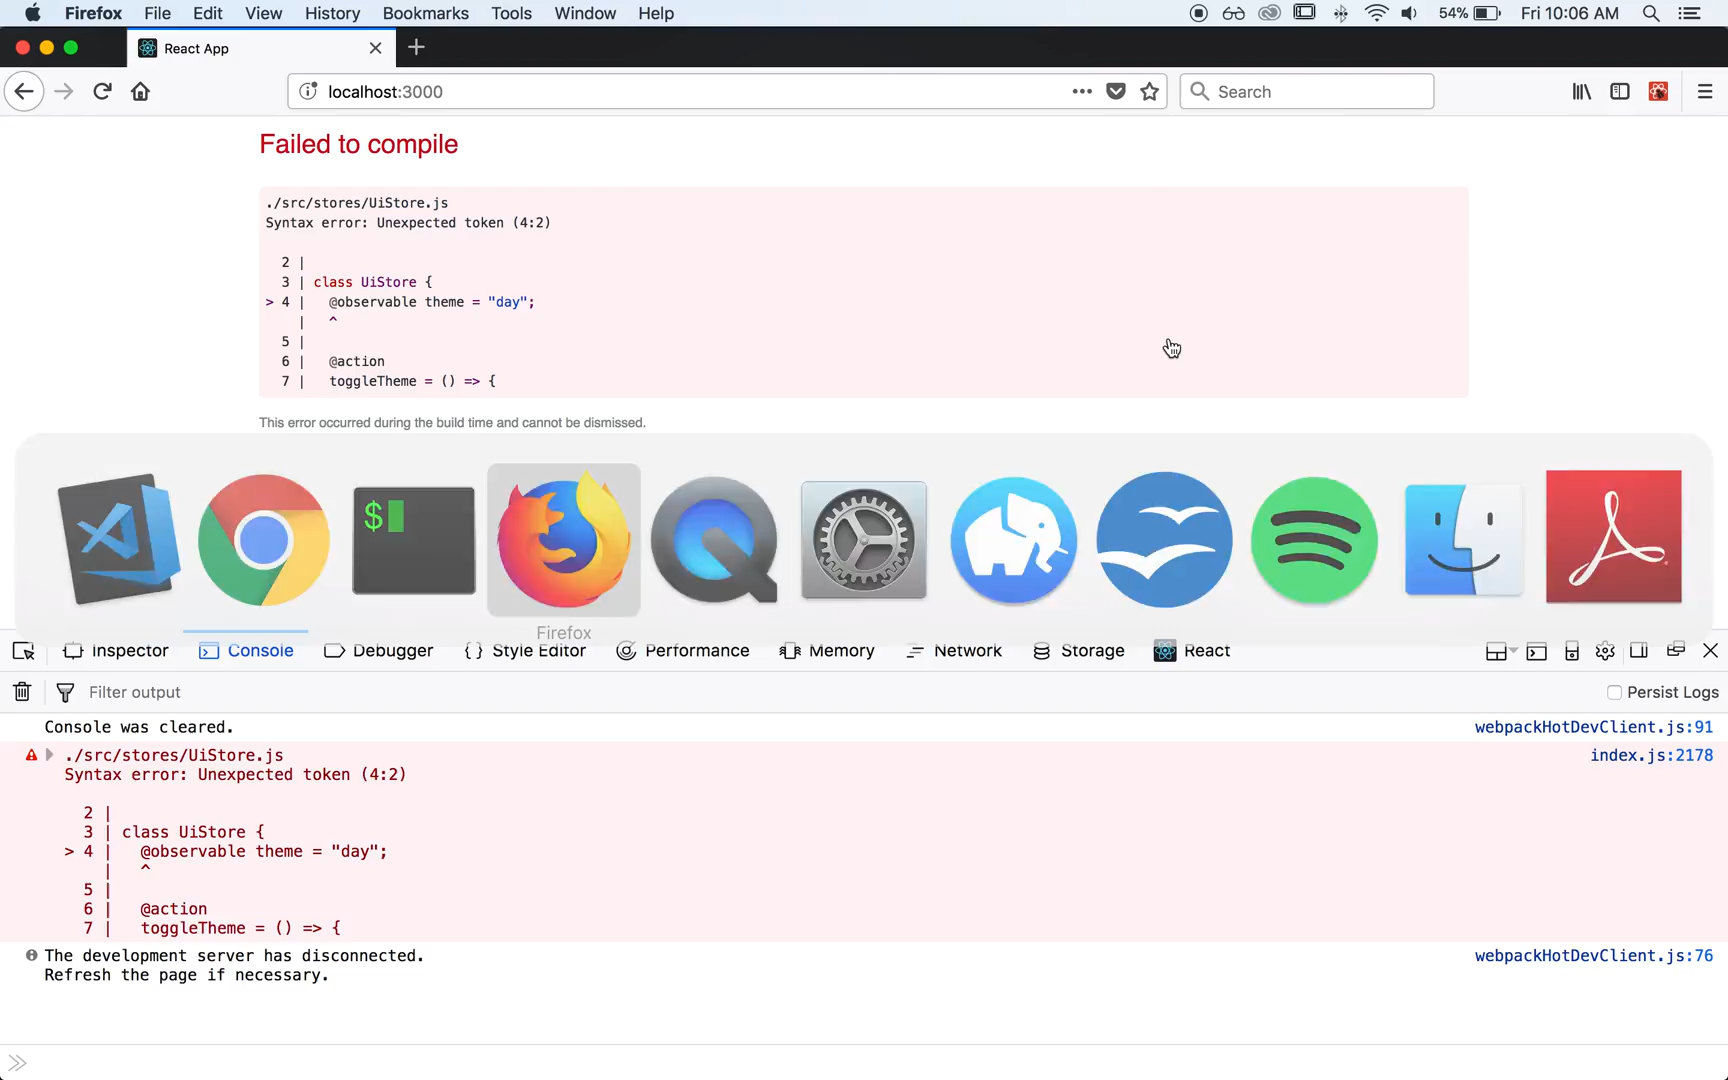 Firefox File Edit View History Bookmarks Tools Window Help 54% Fri 10:06 AM
React App
localhost:3000 Search
Failed to compile
./src/stores/UiStore.js
Syntax error: Unexpected token (4:2)
2 |
3 | class UiStore {
> 4 | @observable theme = "day";
| ^
5 |
6 | @action
7 | toggleTheme = () => {
This error occurred during the build time and cannot be dismissed.
$
Firefox
Inspector Console Debugger { } Style Editor Performance Memory Network Storage React
Filter output Persist Logs
Console was cleared. webpackHotDevClient.js:91
./src/stores/UiStore.js index.js:2178
Syntax error: Unexpected token (4:2)
2 |
3 | class UiStore {
> 4 | @observable theme = "day";
| ^
5 |
6 | @action
7 | toggleTheme = () => {
The development server has disconnected. webpackHotDevClient.js:76
Refresh the page if necessary.